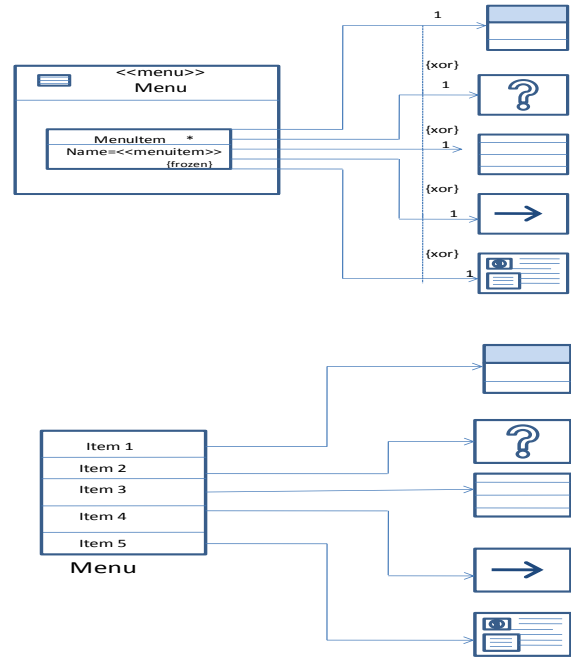 1
<<menu>>
Menu
{xor}
1
MenuItem *
Name=<<menuitem>>
{frozen}
{xor}
1
{xor}
1
{xor}
1
Item 1
Item 2
Item 3
Item 4
Item 5
Menu